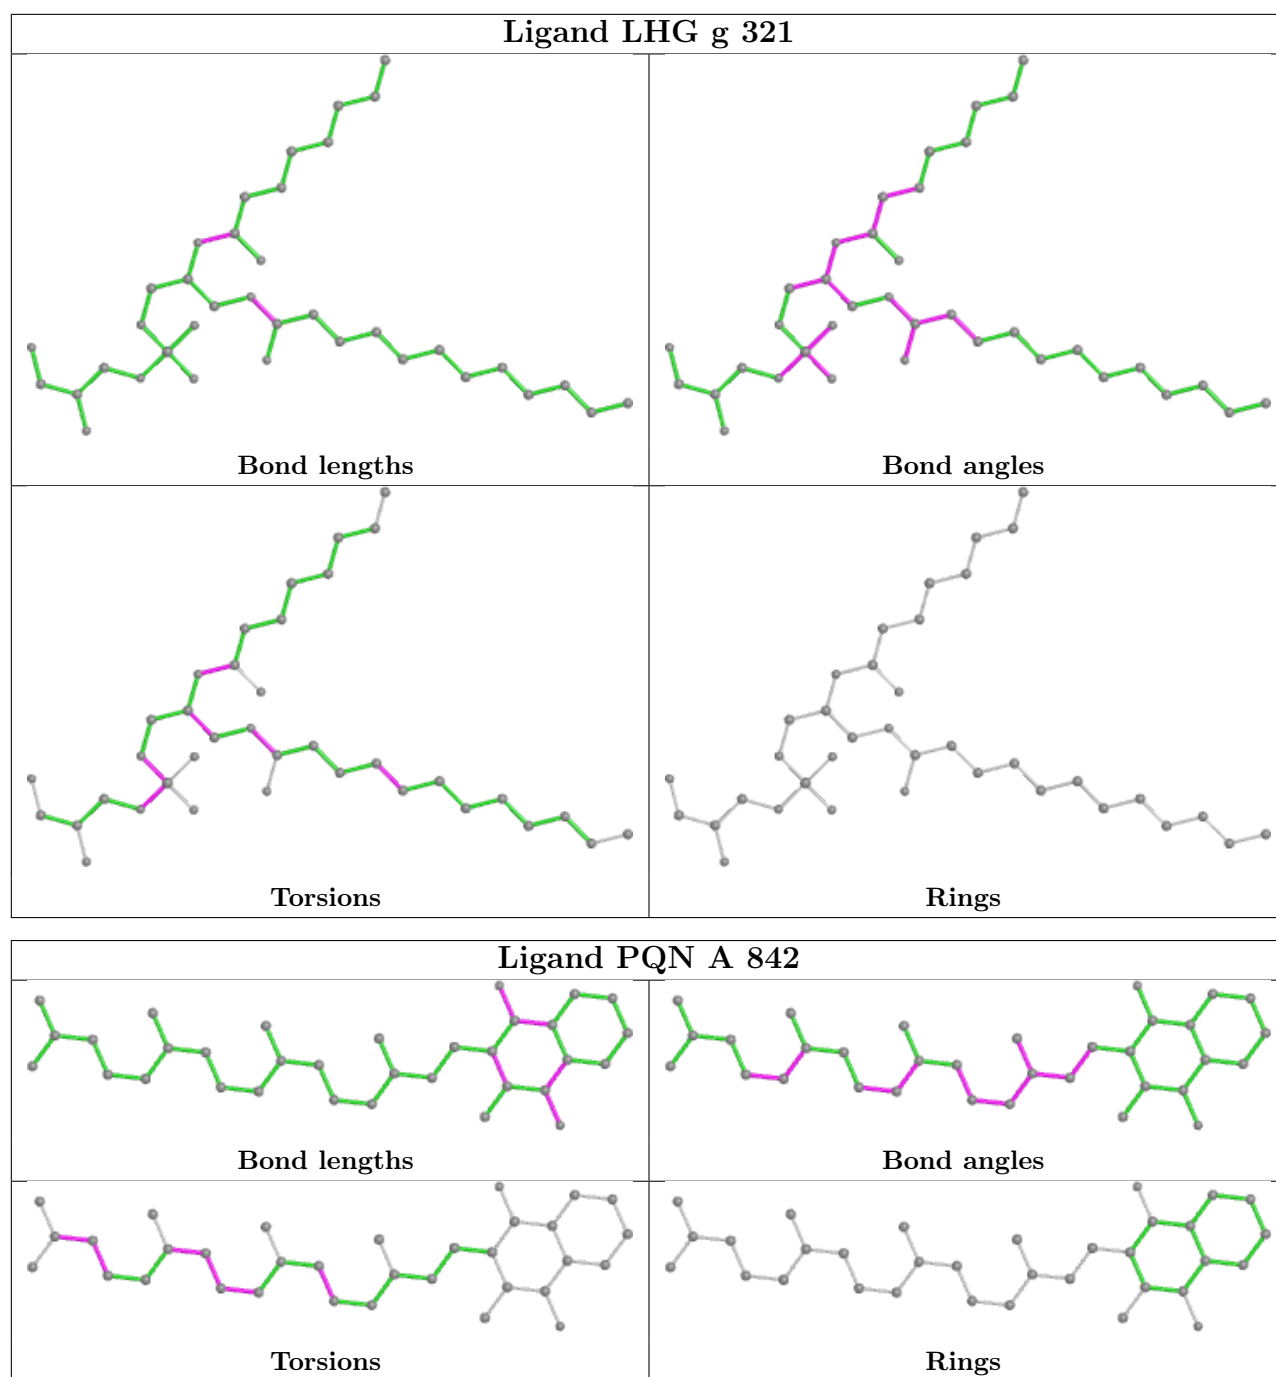 Ligand LHG g 321
Bond lengths
Bond angles
Torsions
Rings
Ligand PQN A 842
Bond lengths
Bond angles
Torsions
Rings